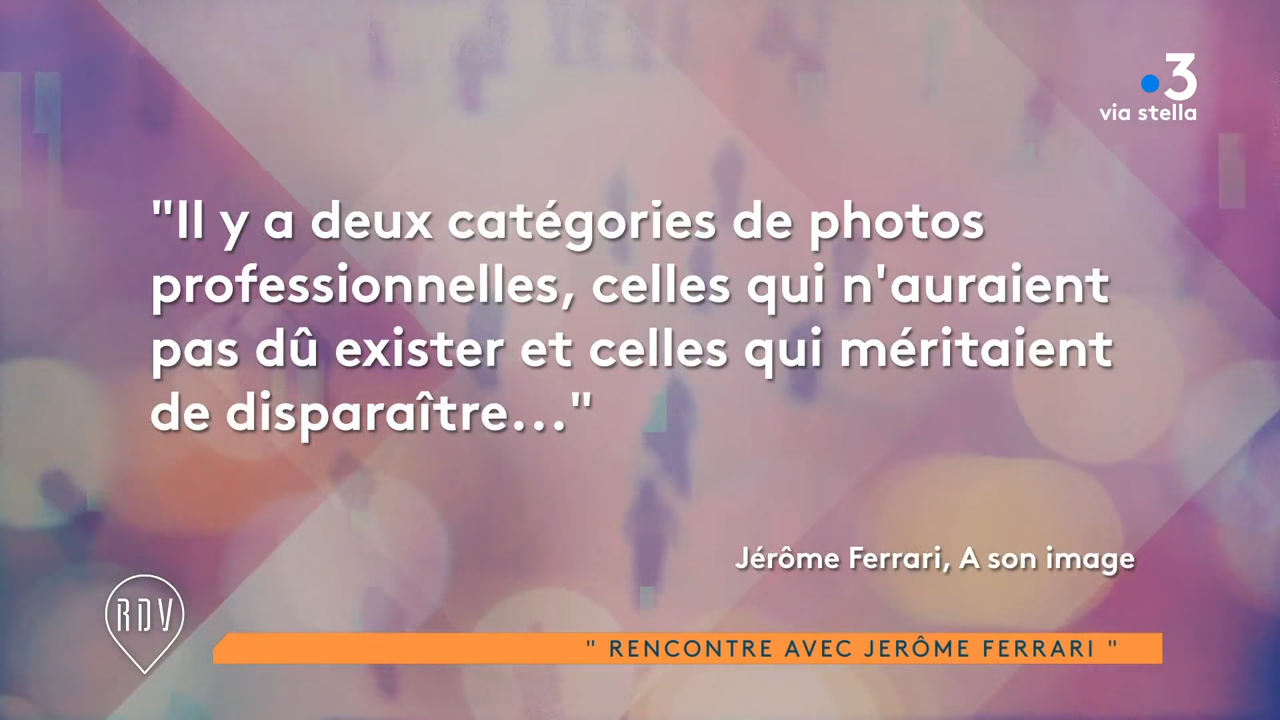 3
via stella
"Il y a deux catégories de photos
professionnelles, celles qui n'auraient
pas dû exister et celles qui méritaient
de disparaître..."
Jérôme Ferrari, A son image
RDV
" RENCONTRE AVEC JERÔME FERRARI "